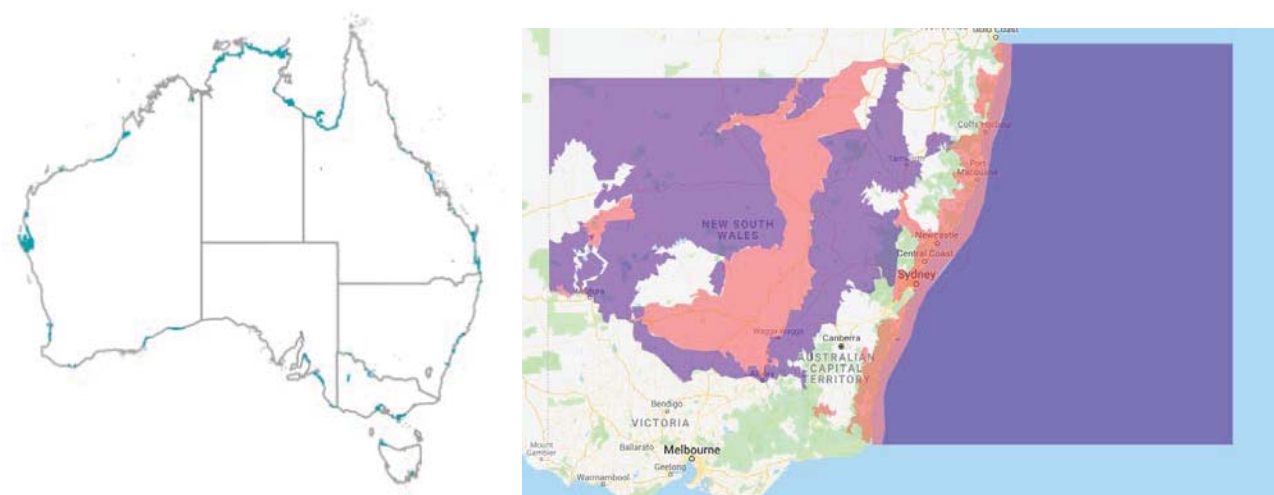 Gold Coast
Coffs Harbour
Port
Macquarie
NEW SOUTH
WALES
Newcastle
Central Coast
Sydney
Wagga Wagga
Canberra
AUSTRALIAN
CAPITAL
TERRITORY
Bendigo
VICTORIA
Mount
Gambier
Ballarat
Melbourne
Geelong
Warrnambool